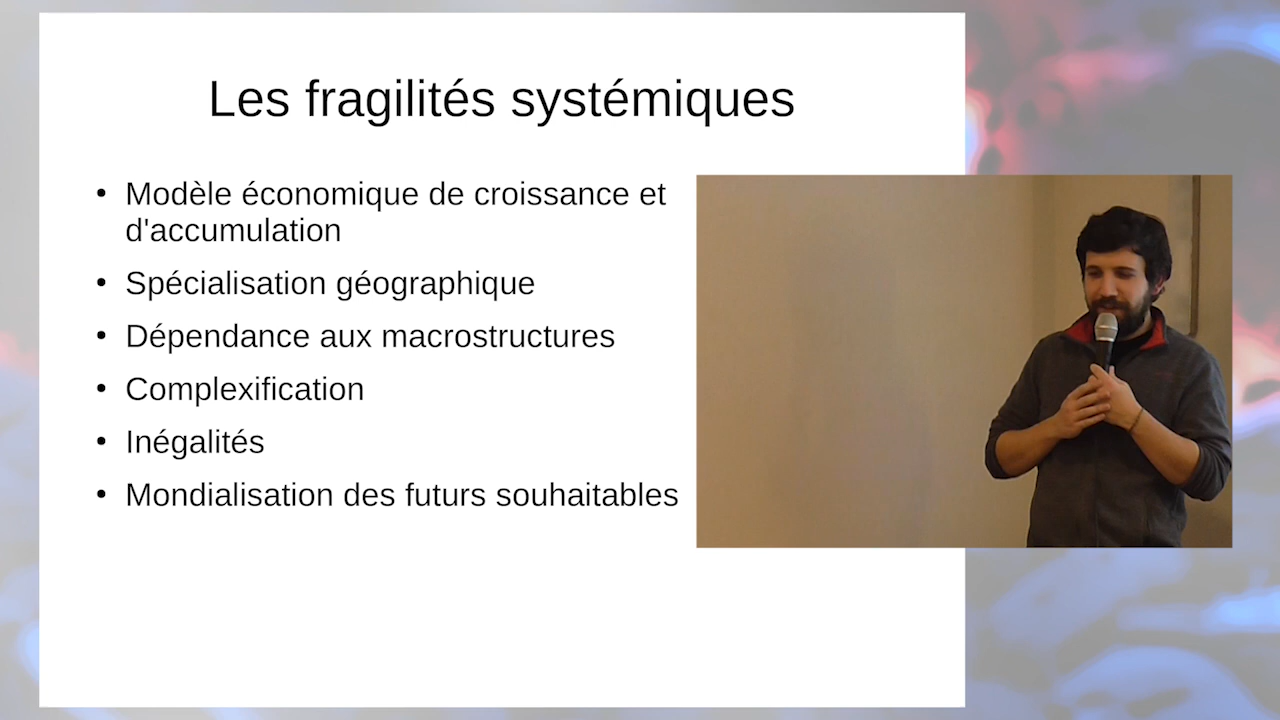 Les fragilités systémiques
• Modèle économique de croissance et
d'accumulation
• Spécialisation géographique
• Dépendance aux macrostructures
• Complexification
• Inégalités
• Mondialisation des futurs souhaitables